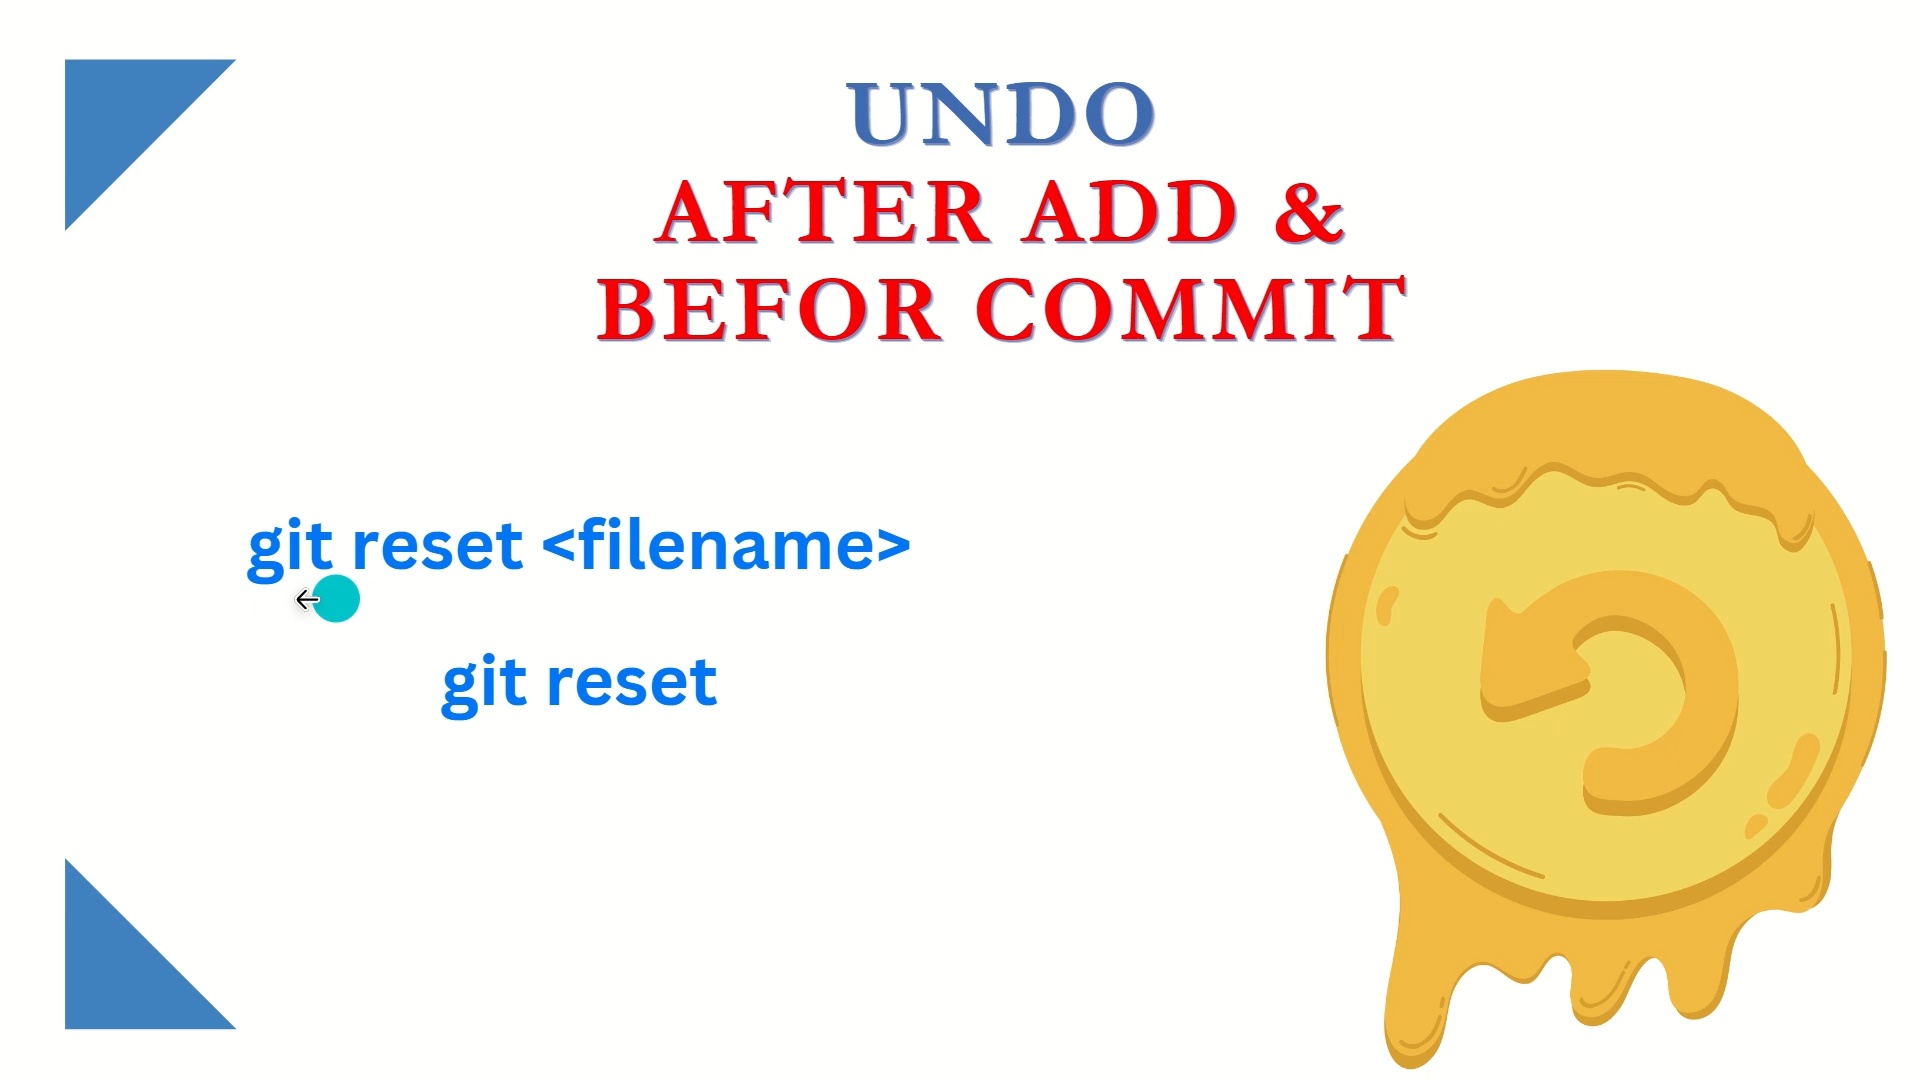 UNDO
AFTER ADD &
BEFOR COMMIT
git reset <filename>
git reset